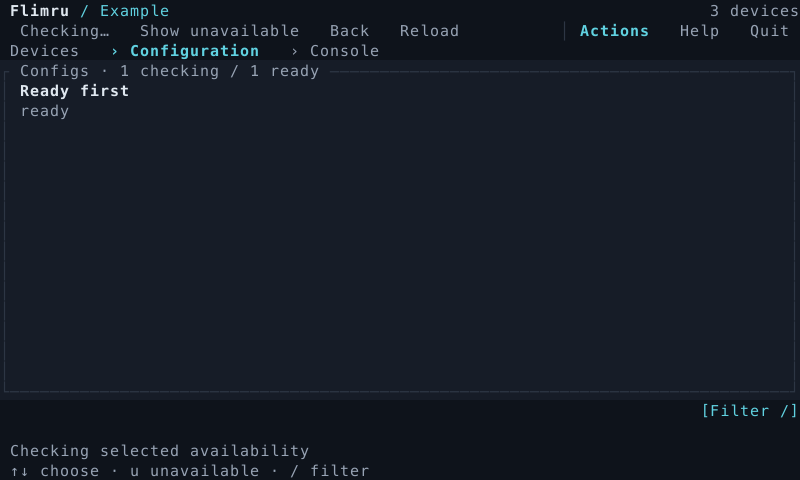 Flimru / Example 3 devices
Checking… Show unavailable Back Reload │ Actions Help Quit
Devices › Configuration › Console
Configs · 1 checking / 1 ready
Ready first
ready
[Filter /]
Checking selected availability
↑↓ choose · u unavailable · / filter